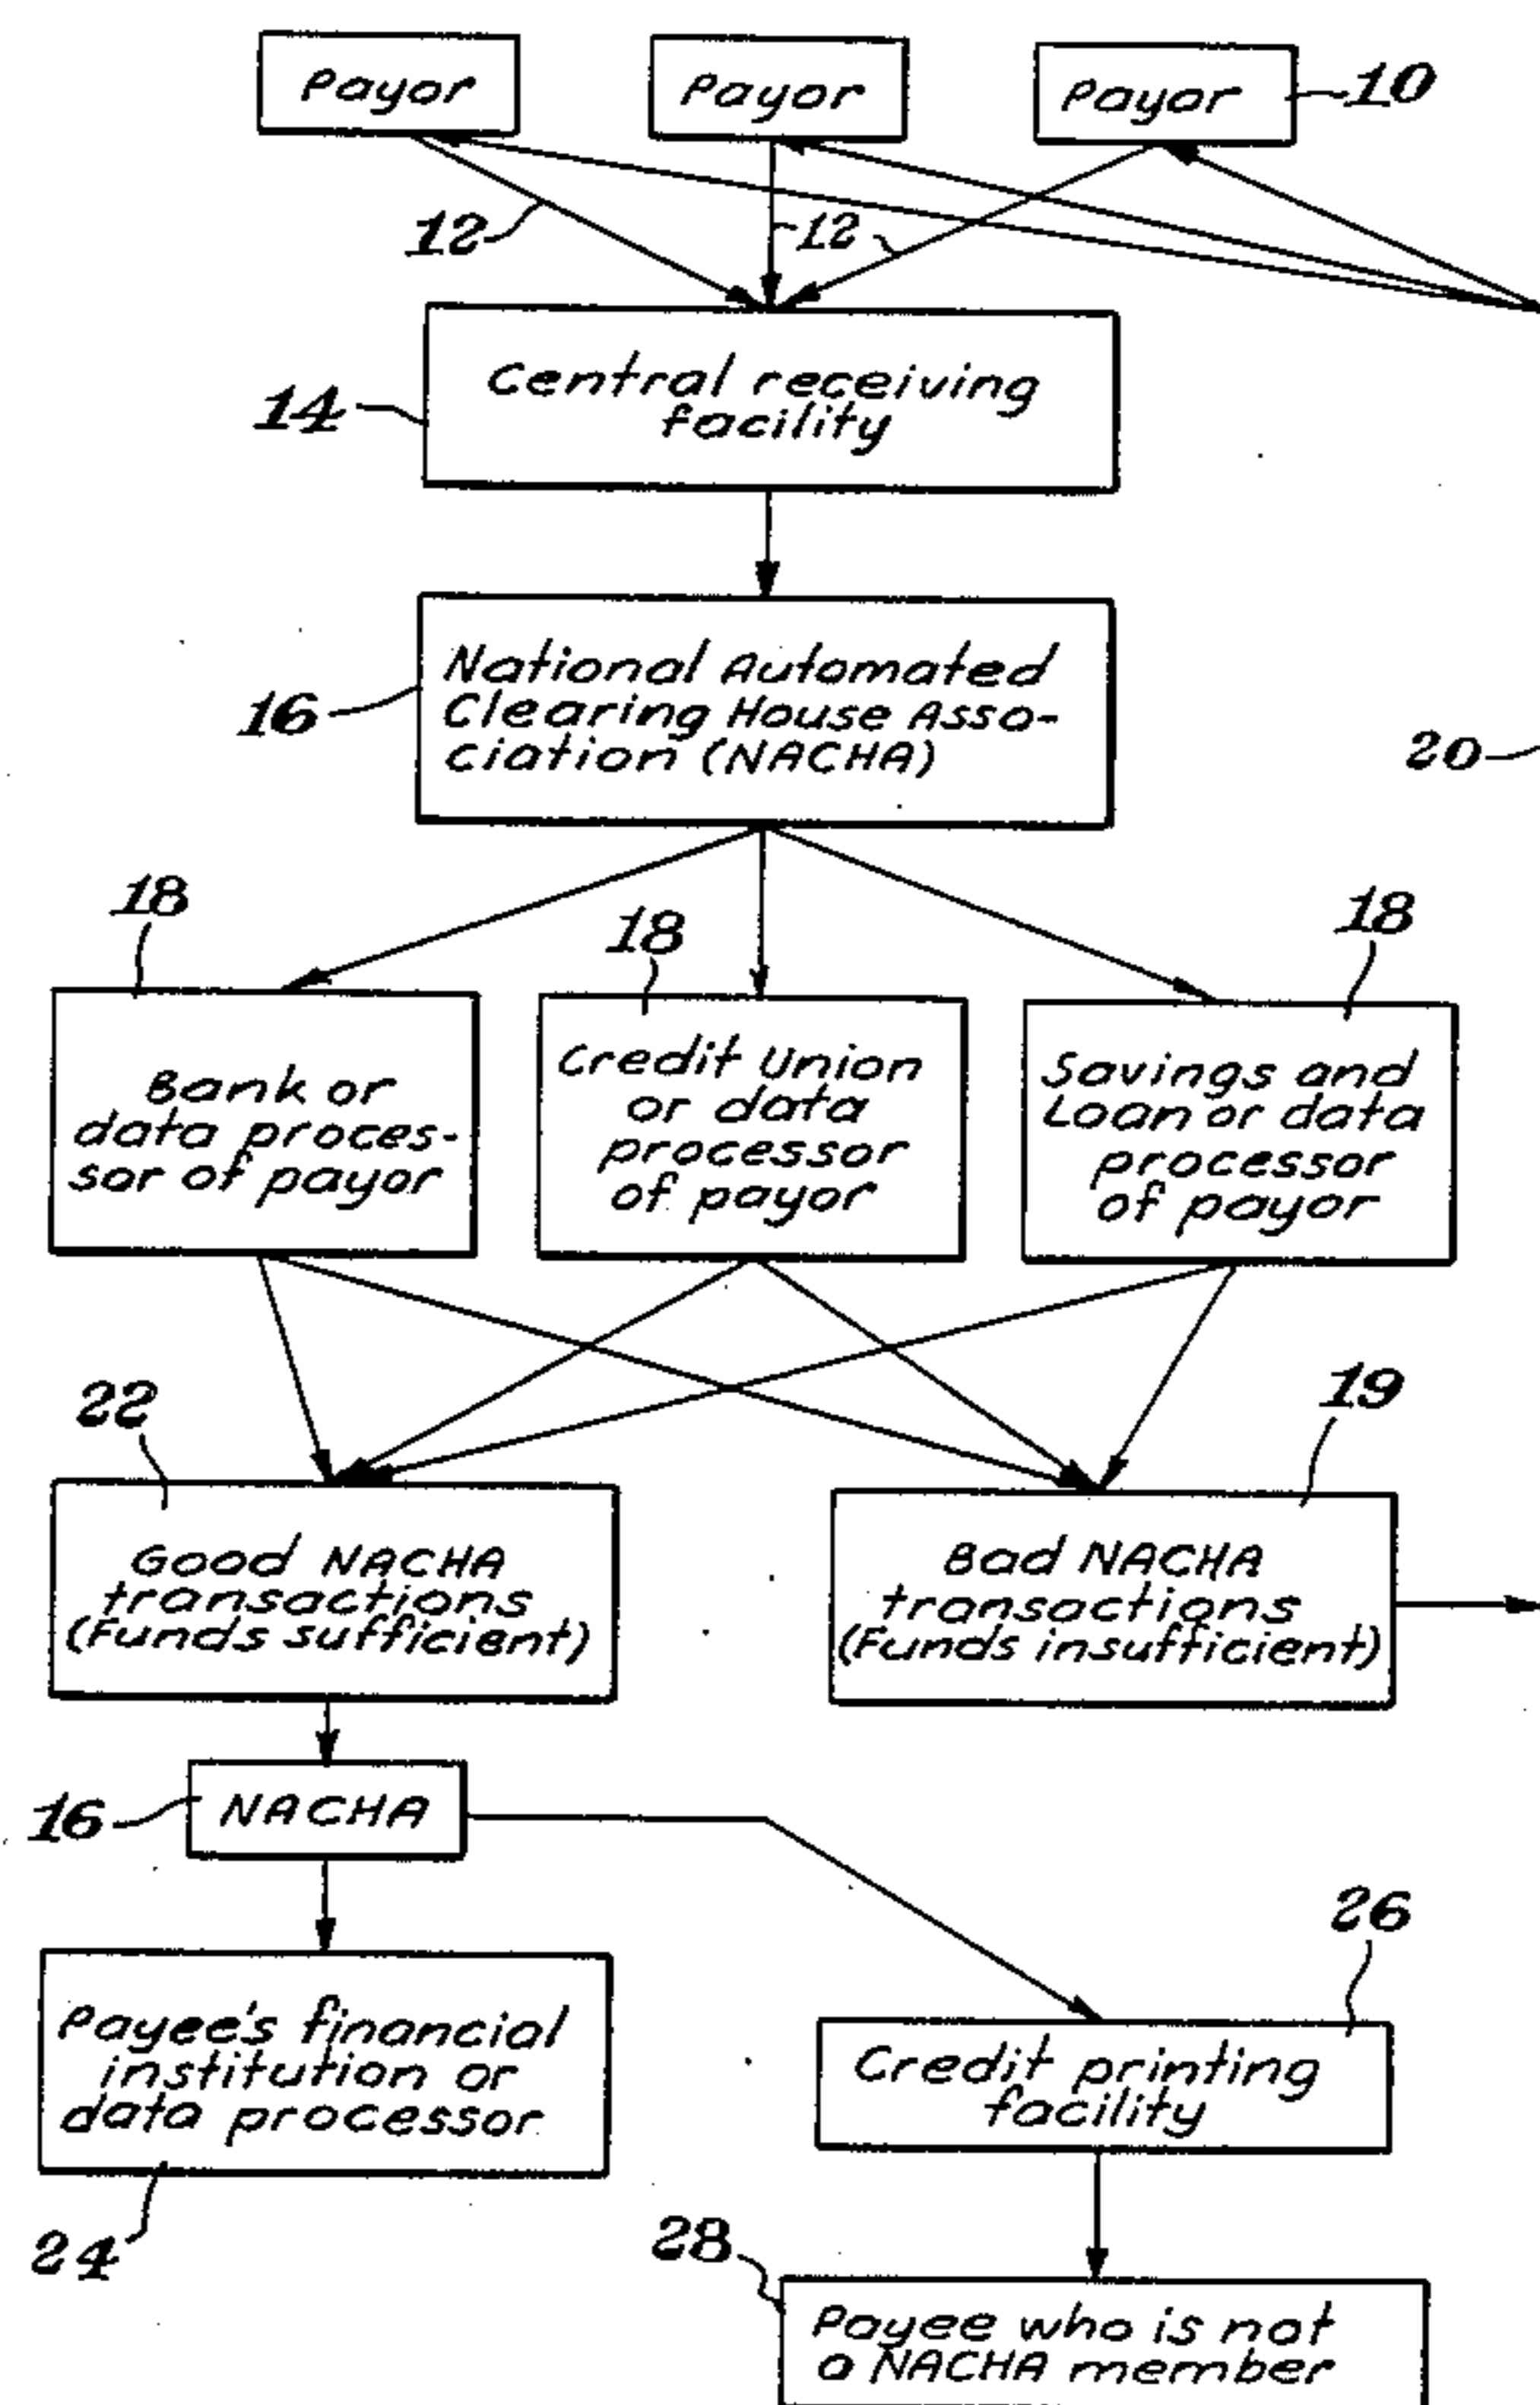 Payor
Payor
Payor
10
12
12
14
Central receiving
facility
16
National Automated
Clearing House Asso-
ciation (NACHA)
20
18
18
18
Bank or
data proces-
sor of payor
Credit Union
or data
processor
of payor
Savings and
Loan or data
processor
of payor
22
19
Good NACHA
transactions
(Funds sufficient)
Bad NACHA
transactions
(Funds insufficient)
16
NACHA
26
Payee's financial
institution or
data processor
Credit printing
facility
24
28
Payee who is not
a NACHA member